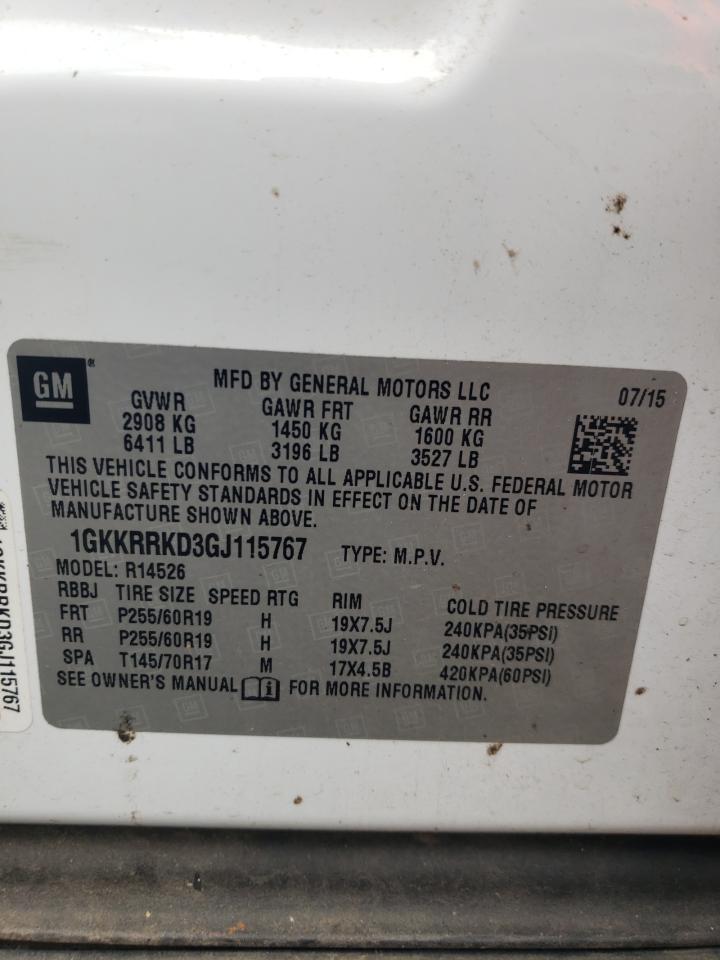 GM®
MFD BY GENERAL MOTORS LLC 07/15
GVWR GAWR FRT GAWR RR
2908 KG 1450 KG 1600 KG
6411 LB 3196 LB 3527 LB
THIS VEHICLE CONFORMS TO ALL APPLICABLE U.S. FEDERAL MOTOR
VEHICLE SAFETY STANDARDS IN EFFECT ON THE DATE OF
MANUFACTURE SHOWN ABOVE.
1GKKRRKD3GJ115767 TYPE: M.P.V.
MODEL: R14526
RBBJ TIRE SIZE SPEED RTG RIM COLD TIRE PRESSURE
FRT P255/60R19 H 19X7.5J 240KPA(35PSI)
RR P255/60R19 H 19X7.5J 240KPA(35PSI)
SPA T145/70R17 M 17X4.5B 420KPA(60PSI)
SEE OWNER'S MANUAL i FOR MORE INFORMATION.
1GKKRRKD3GJ115767